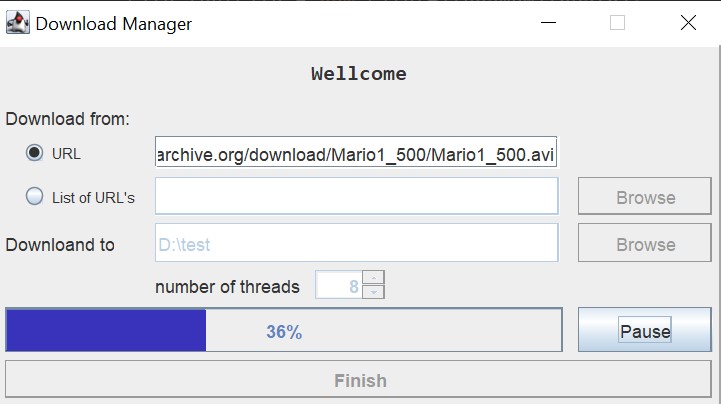 Download Manager
Wellcome
Download from:
URL
archive.org/download/Mario1_500/Mario1_500.avi
List of URL's
Browse
Downloand to
D:\test
Browse
number of threads
8
36%
Pause
Finish